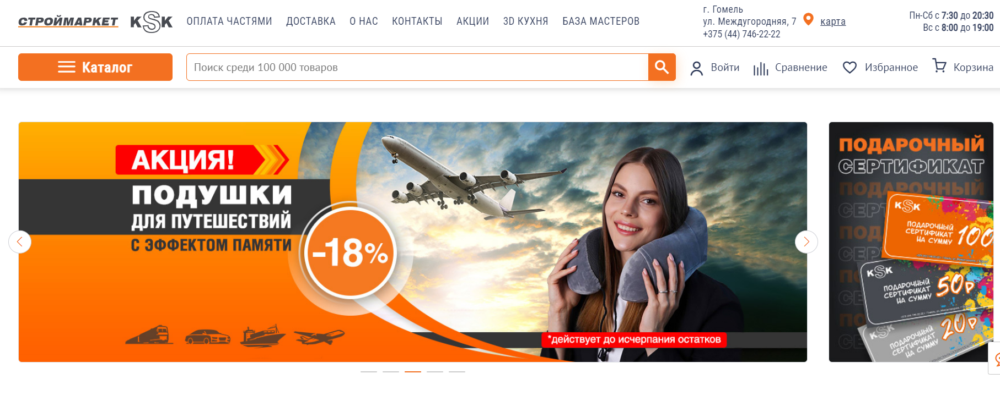 СТРОЙМАРКЕТ KSK
ОПЛАТА ЧАСТЯМИ ДОСТАВКА О НАС КОНТАКТЫ АКЦИИ 3D КУХНЯ БАЗА МАСТЕРОВ
г. Гомель
ул. Междугородняя, 7
+375 (44) 746-22-22
карта
Пн-Сб с 7:30 до 20:30
Вс с 8:00 до 19:00
Каталог
Поиск среди 100 000 товаров
Войти
Сравнение
Избранное
Корзина
АКЦИЯ!
ПОДУШКИ
ДЛЯ ПУТЕШЕСТВИЙ
С ЭФФЕКТОМ ПАМЯТИ
-18%
*действует до исчерпания остатков
ПОДАРОЧНЫЙ
СЕРТИФИКАТ
ПОДАРОЧНЫЙ
KSK
ПОДАРОЧНЫЙ
СЕРТИФИКАТ
НА СУММУ
100
KSK
ПОДАРОЧНЫЙ
СЕРТИФИКАТ
НА СУММУ
50р
KSK
ПОДАРОЧНЫЙ
СЕРТИФИКАТ
НА СУММУ
20р